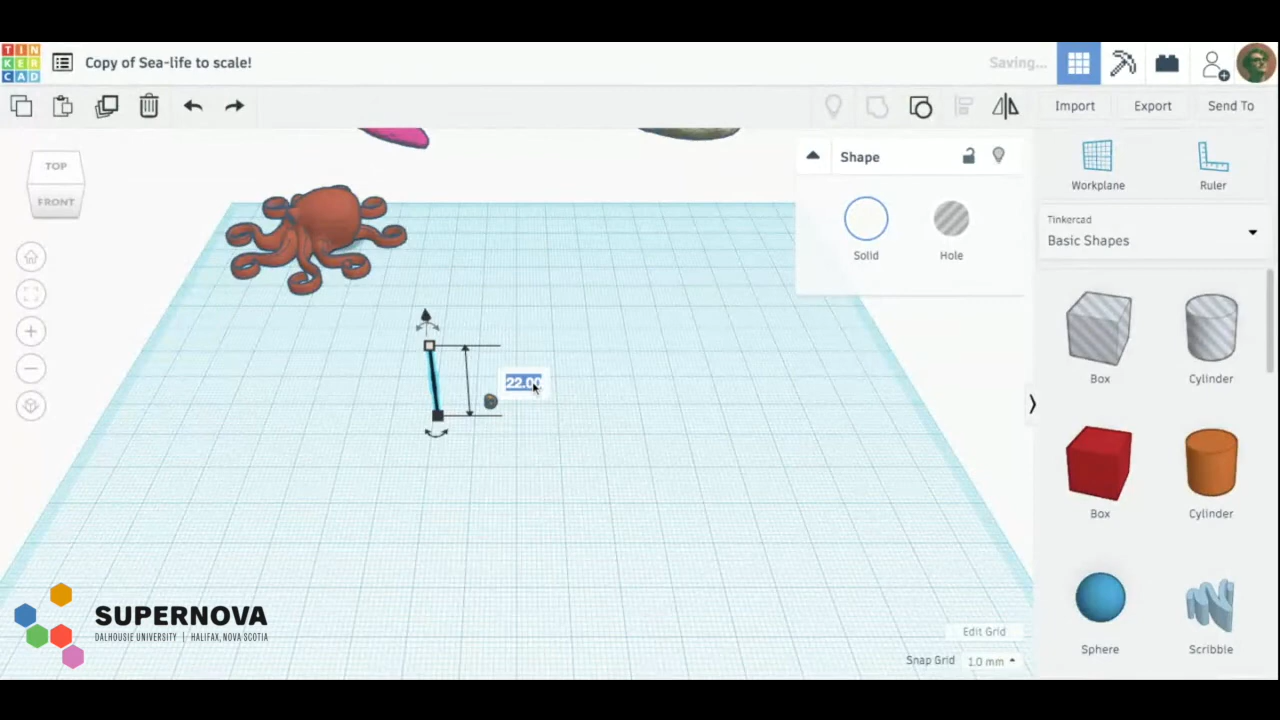 TIN
KER
CAD
Copy of Sea-life to scale!
Saving...
Import
Export
Send To
TOP
FRONT
Shape
Solid
Hole
Workplane
Ruler
Tinkercad
Basic Shapes
22.00
Box
Cylinder
Box
Cylinder
Sphere
Scribble
Edit Grid
Snap Grid 1.0 mm
SUPERNOVA
DALHOUSIE UNIVERSITY | HALIFAX, NOVA SCOTIA